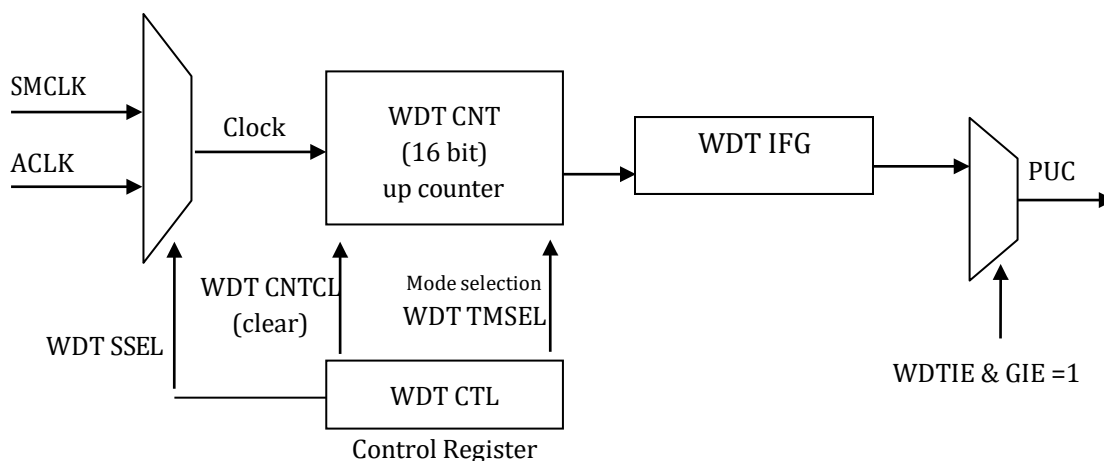 SMCLK
ACLK
Clock
WDT CNT
(16 bit)
up counter
WDT IFG
PUC
WDT SSEL
WDT CNTCL
(clear)
Mode selection
WDT TMSEL
WDTIE & GIE =1
WDT CTL
Control Register